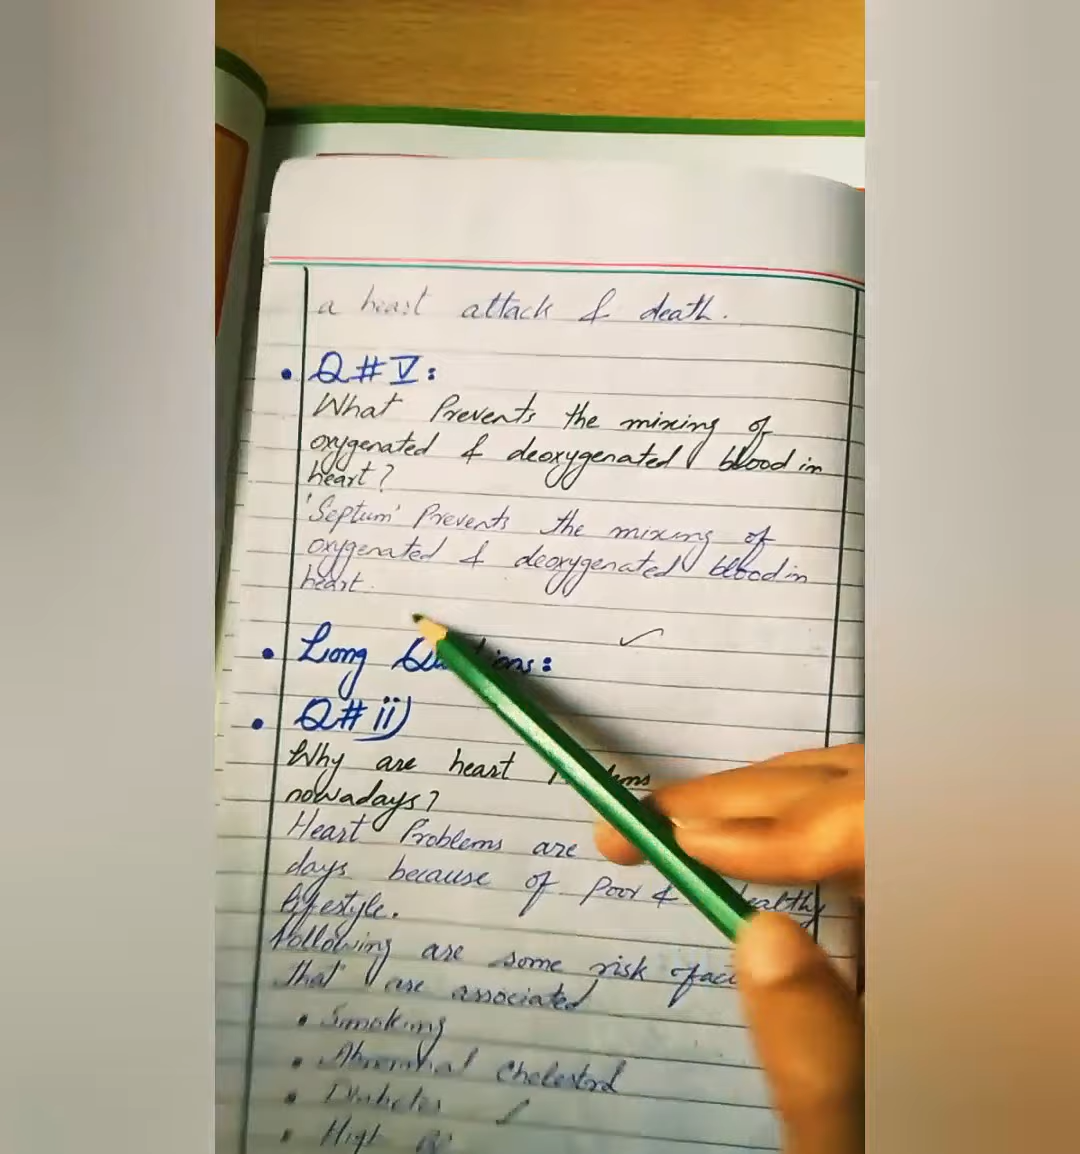 a heart attack & death.
• Q#V:
What Prevents the mixing of
oxygenated & deoxygenated blood in
heart?
'Septum' Prevents the mixing of
oxygenated & deoxygenated blood in
heart.
• Long
• Q# ii)
Why are heart
nowadays?
Heart Problems are
days because of Poor &
lifestyle.
Following are some risk
that are associated
• Smoking
• Abnormal Cholestrol
• Diabetes
• High